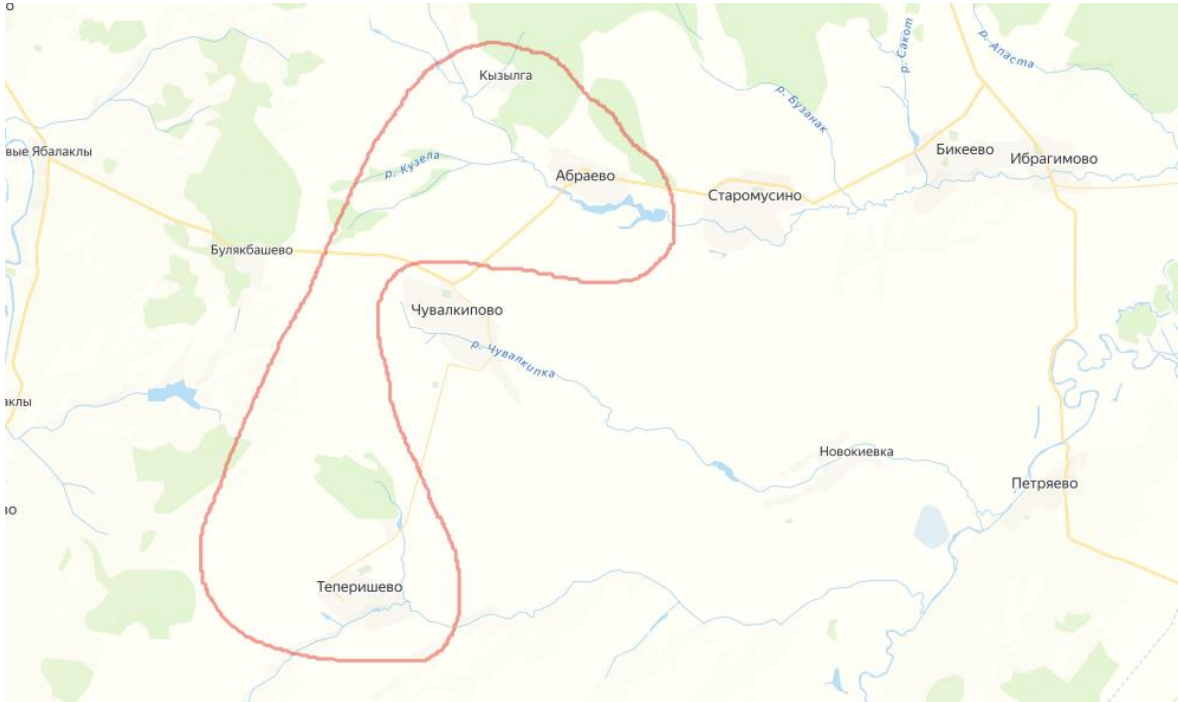 о
Кызылга
р. Сакот
р. Апаста
р. Бузанак
вые Ябалаклы
р. Кузела
Бикеево
Ибрагимово
Абраево
Старомусино
Булякбашево
Чувалкипово
р. Чувалкипка
аклы
Новокиевка
Петряево
во
Теперишево